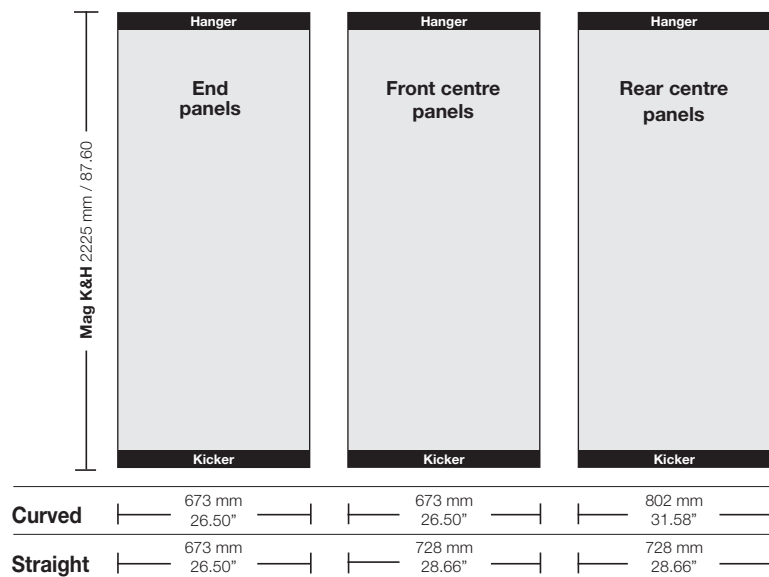 Hanger
Hanger
Hanger
End
panels
Front centre
panels
Rear centre
panels
Mag K&H 2225 mm / 87.60
Kicker
Kicker
Kicker
Curved
673 mm
26.50”
673 mm
26.50”
802 mm
31.58”
Straight
673 mm
26.50”
728 mm
28.66”
728 mm
28.66”